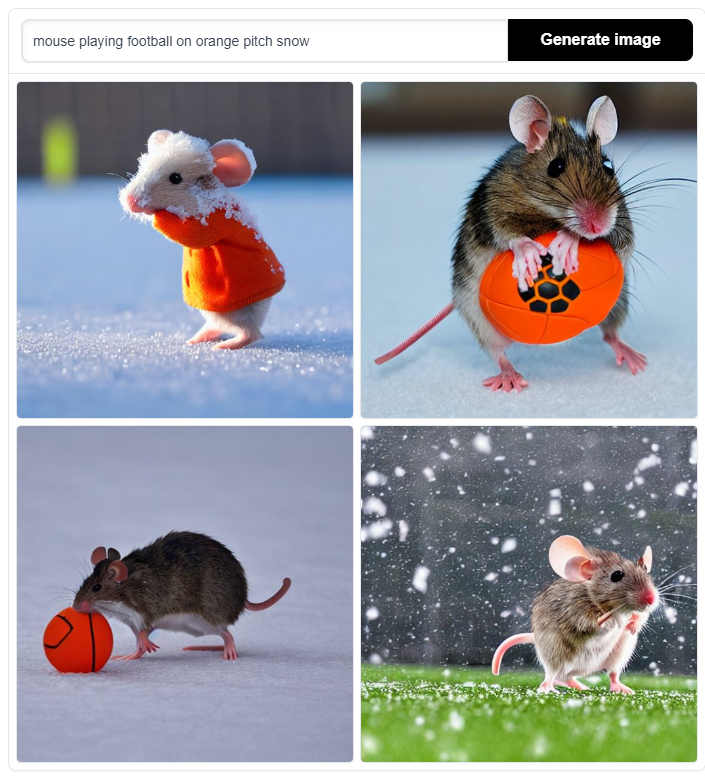 mouse playing football on orange pitch snow
Generate image